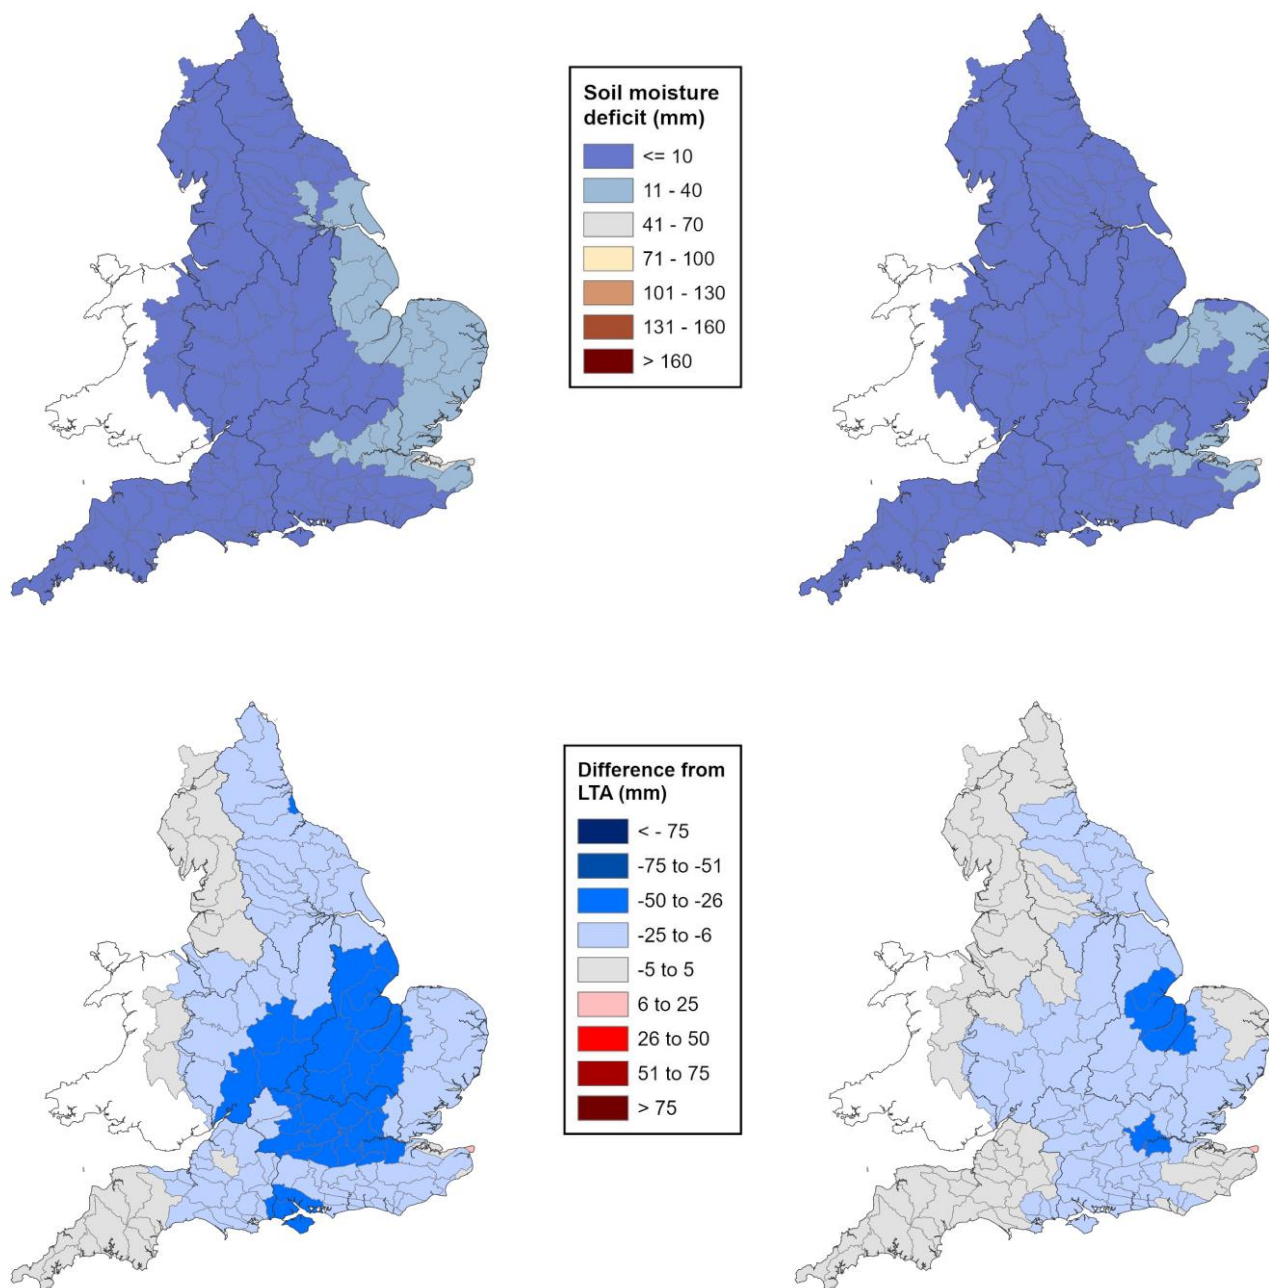 Soil moisture
deficit (mm)
<= 10
11 - 40
41 - 70
71 - 100
101 - 130
131 - 160
> 160
Difference from
LTA (mm)
< - 75
-75 to -51
-50 to -26
-25 to -6
-5 to 5
6 to 25
26 to 50
51 to 75
> 75